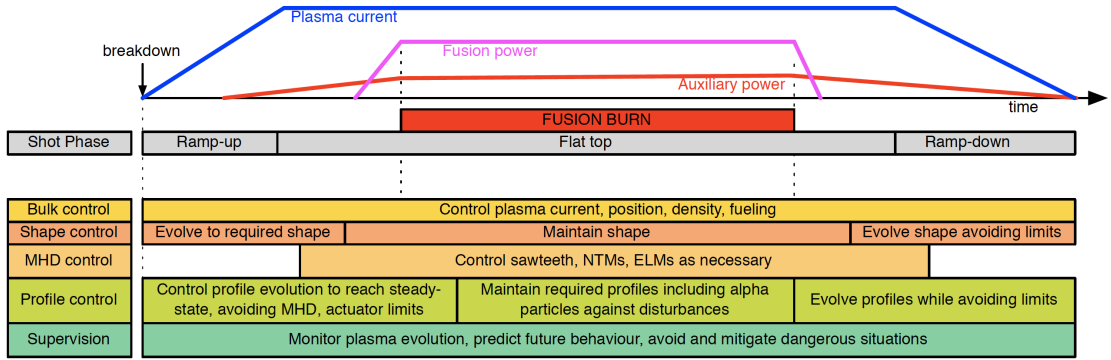 Plasma current
breakdown
Fusion power
Auxiliary power
time
FUSION BURN
Shot Phase
Ramp-up
Flat top
Ramp-down
Bulk control
Control plasma current, position, density, fueling
Shape control
Evolve to required shape
Maintain shape
Evolve shape avoiding limits
MHD control
Control sawteeth, NTMs, ELMs as necessary
Profile control
Control profile evolution to reach steady-
state, avoiding MHD, actuator limits
Maintain required profiles including alpha
particles against disturbances
Evolve profiles while avoiding limits
Supervision
Monitor plasma evolution, predict future behaviour, avoid and mitigate dangerous situations